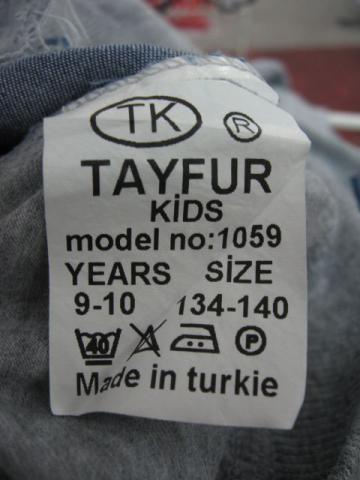 TK ®
TAYFUR
KİDS
model no:1059
YEARS SİZE
9-10 134-140
40 P
Made in turkie